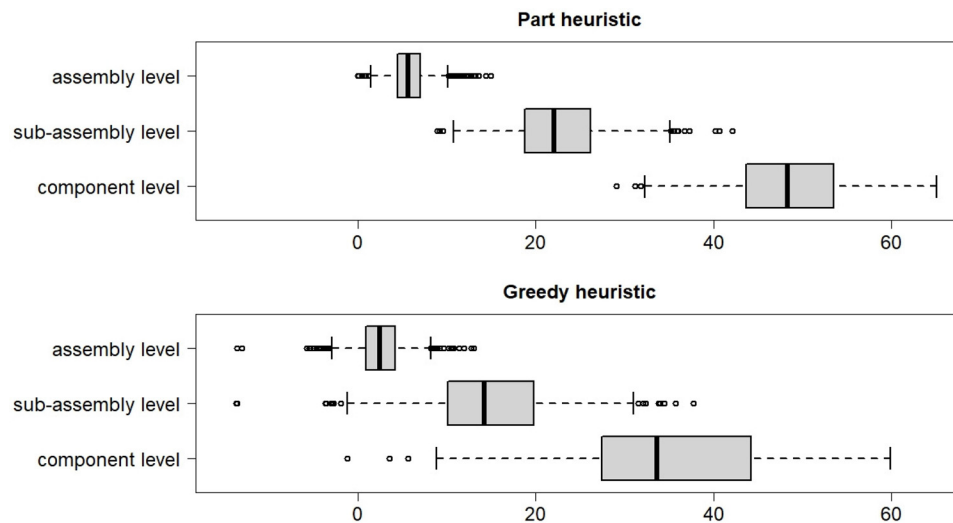 Part heuristic
assembly level
sub-assembly level
component level
0 20 40 60
Greedy heuristic
assembly level
sub-assembly level
component level
0 20 40 60